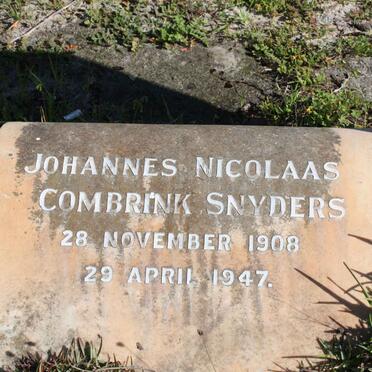 JOHANNES NICOLAAS
COMBRINK SNYDERS
28 NOVEMBER 1908
29 APRIL 1947.